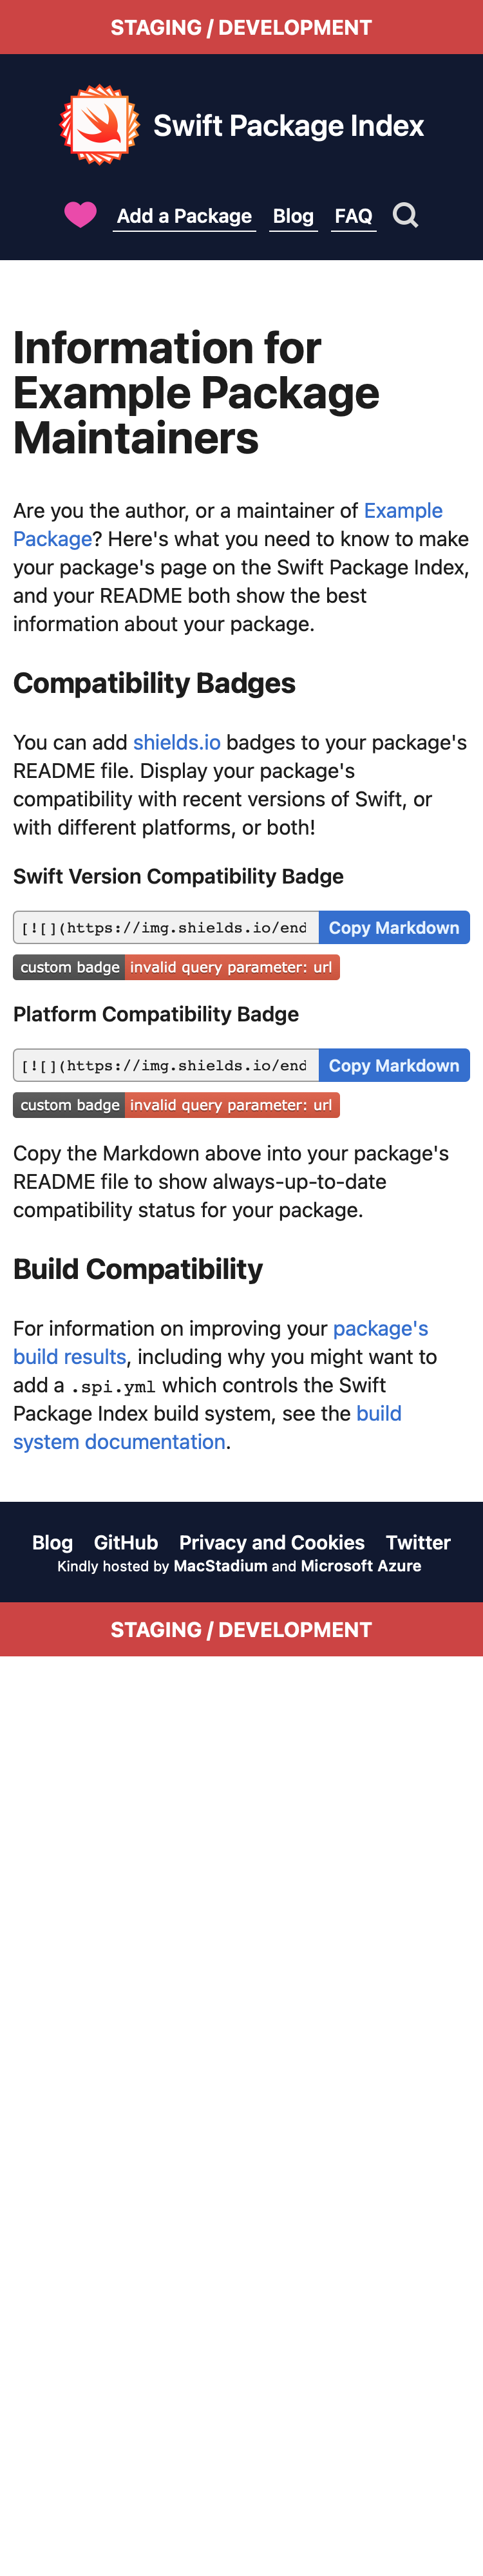 STAGING / DEVELOPMENT
Swift Package Index
Add a Package Blog FAQ
Information for
Example Package
Maintainers
Are you the author, or a maintainer of Example
Package? Here's what you need to know to make
your package's page on the Swift Package Index,
and your README both show the best
information about your package.
Compatibility Badges
You can add shields.io badges to your package's
README file. Display your package's
compatibility with recent versions of Swift, or
with different platforms, or both!
Swift Version Compatibility Badge
[![](https://img.shields.io/end Copy Markdown
custom badge invalid query parameter: url
Platform Compatibility Badge
[![](https://img.shields.io/end Copy Markdown
custom badge invalid query parameter: url
Copy the Markdown above into your package's
README file to show always-up-to-date
compatibility status for your package.
Build Compatibility
For information on improving your package's
build results, including why you might want to
add a .spi.yml which controls the Swift
Package Index build system, see the build
system documentation.
Blog GitHub Privacy and Cookies Twitter
Kindly hosted by MacStadium and Microsoft Azure
STAGING / DEVELOPMENT